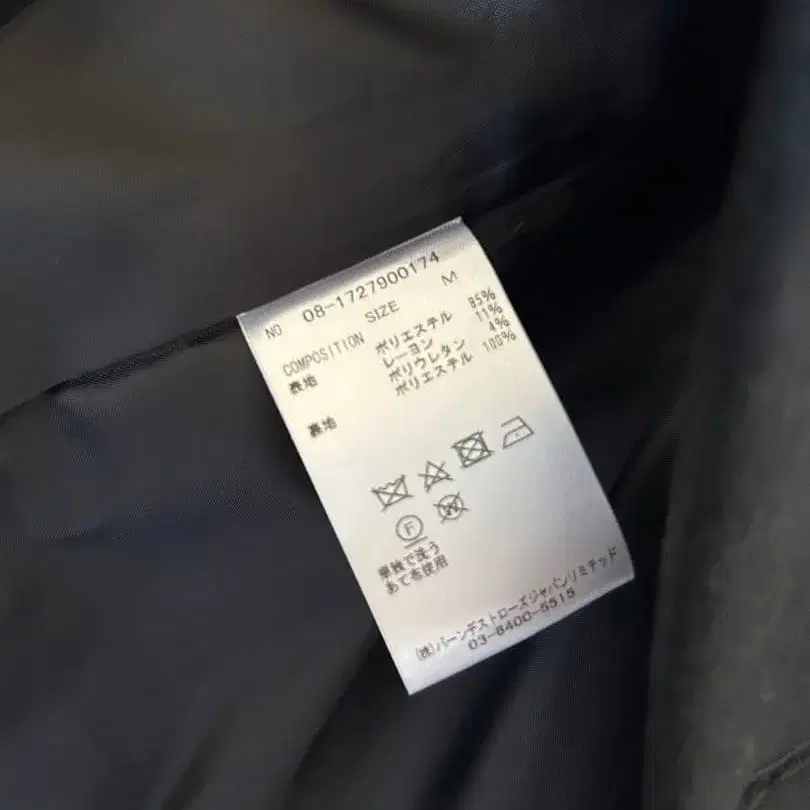 NO 08-1727900174
SIZE M
COMPOSITION
表地 ポリエステル 85%
レーヨン 11%
ポリウレタン 4%
裏地 ポリエステル 100%
F W
単独で洗う
あて布使用
(株)バーンデストローズジャパンリミテッド
03-6400-5515